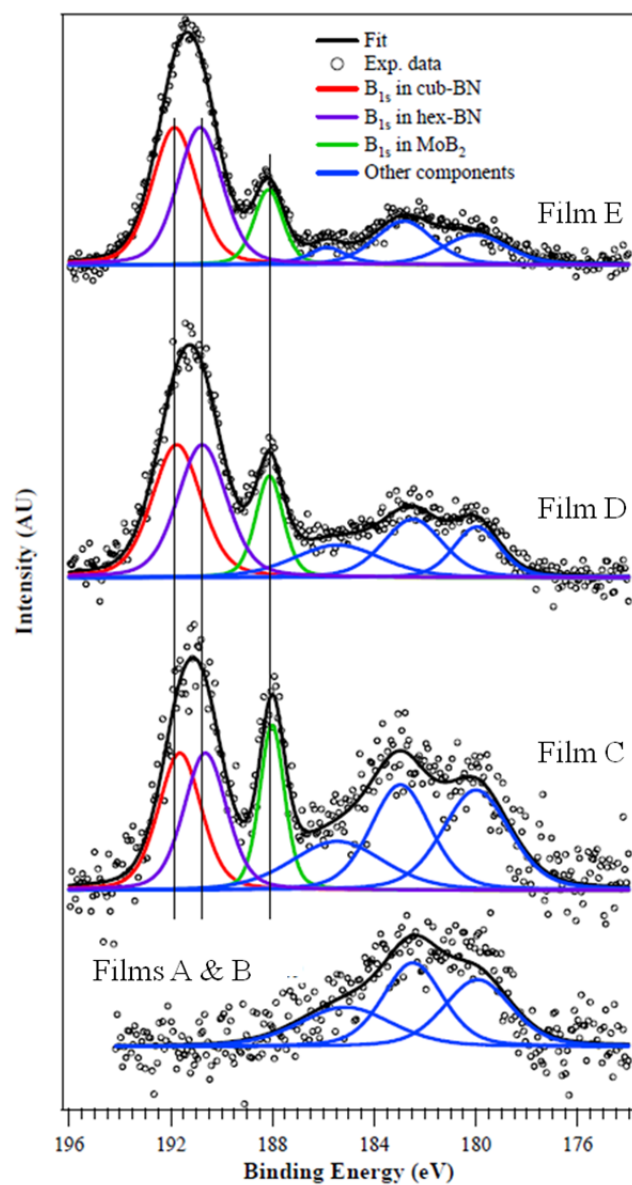 Fit
Exp. data
B1s in cub-BN
B1s in hex-BN
B1s in MoB2
Other components
Film E
Film D
Film C
Films A & B
Intensity (AU)
196 192 188 184 180 176
Binding Energy (eV)